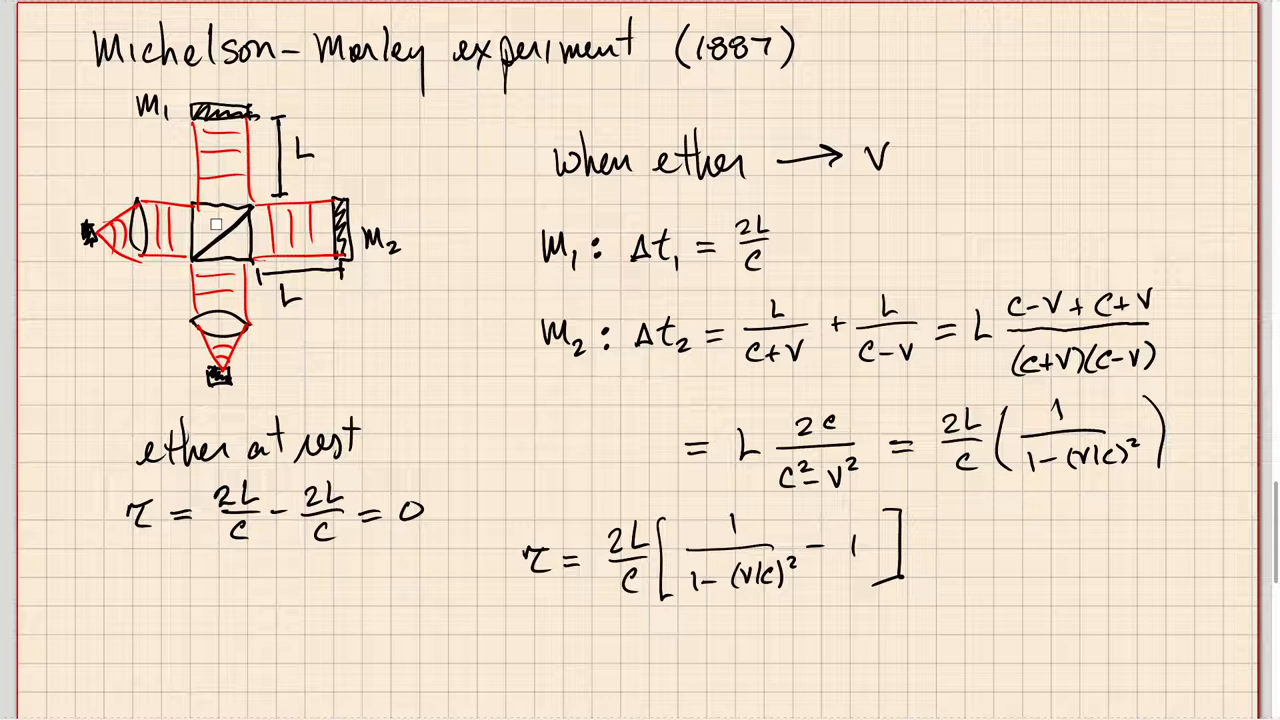 Michelson-Morley experiment (1887)
M1
L
M2
L
ether at rest
τ = 2L/c - 2L/c = 0
when ether → v
M1: Δt1 = 2L/c
M2: Δt2 = L/(c+v) + L/(c-v) = L (c-v+c+v)/((c+v)(c-v))
= L 2c/(c²-v²) = 2L/c (1/(1-(v/c)²))
τ = 2L/c [1/(1-(v/c)²) - 1]